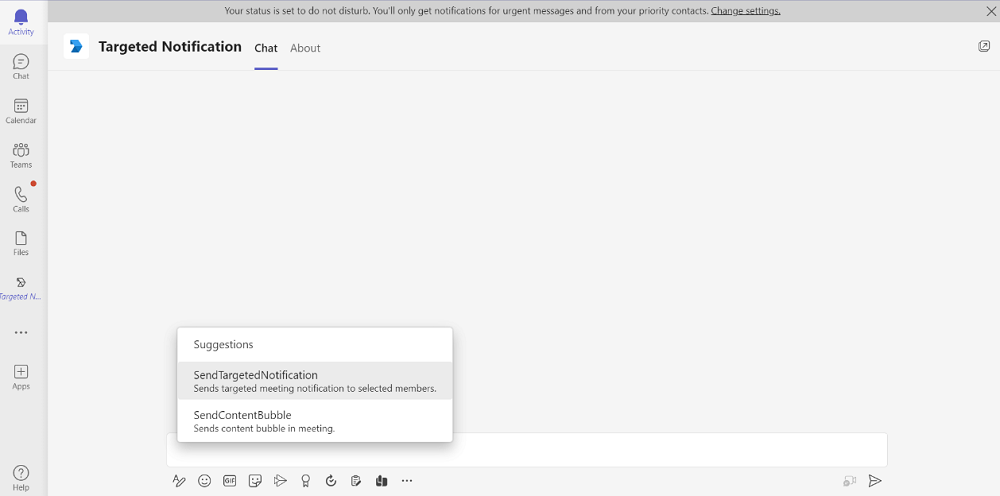 Your status is set to do not disturb. You'll only get notifications for urgent messages and from your priority contacts. Change settings.
Activity
Chat
Calendar
Teams
Calls
Files
Targeted N...
Apps
Help
Targeted Notification
Chat
About
Suggestions
SendTargetedNotification
Sends targeted meeting notification to selected members.
SendContentBubble
Sends content bubble in meeting.
GIF